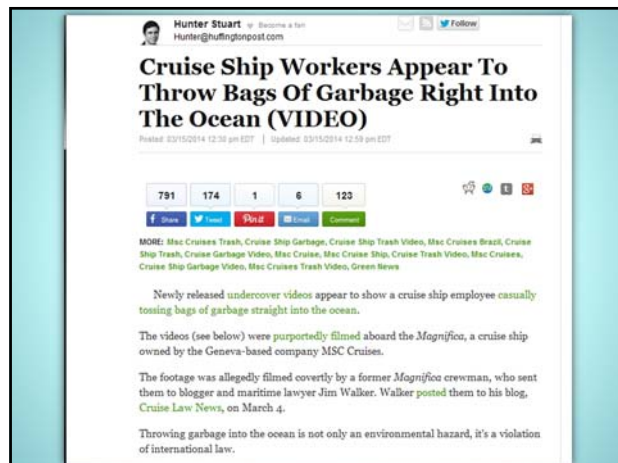 Hunter Stuart Become a fan
Hunter@huffingtonpost.com
Follow
Cruise Ship Workers Appear To
Throw Bags Of Garbage Right Into
The Ocean (VIDEO)
Posted: 03/15/2014 12:30 pm EDT | Updated: 03/15/2014 12:59 pm EDT
791 174 1 6 123
Share Tweet Pin it Email Comment
MORE: Msc Cruises Trash, Cruise Ship Garbage, Cruise Ship Trash Video, Msc Cruises Brazil, Cruise
Ship Trash, Cruise Garbage Video, Msc Cruise, Msc Cruise Ship, Cruise Trash Video, Msc Cruises,
Cruise Ship Garbage Video, Msc Cruises Trash Video, Green News
Newly released undercover videos appear to show a cruise ship employee casually
tossing bags of garbage straight into the ocean.
The videos (see below) were purportedly filmed aboard the Magnifica, a cruise ship
owned by the Geneva-based company MSC Cruises.
The footage was allegedly filmed covertly by a former Magnifica crewman, who sent
them to blogger and maritime lawyer Jim Walker. Walker posted them to his blog,
Cruise Law News, on March 4.
Throwing garbage into the ocean is not only an environmental hazard, it's a violation
of international law.